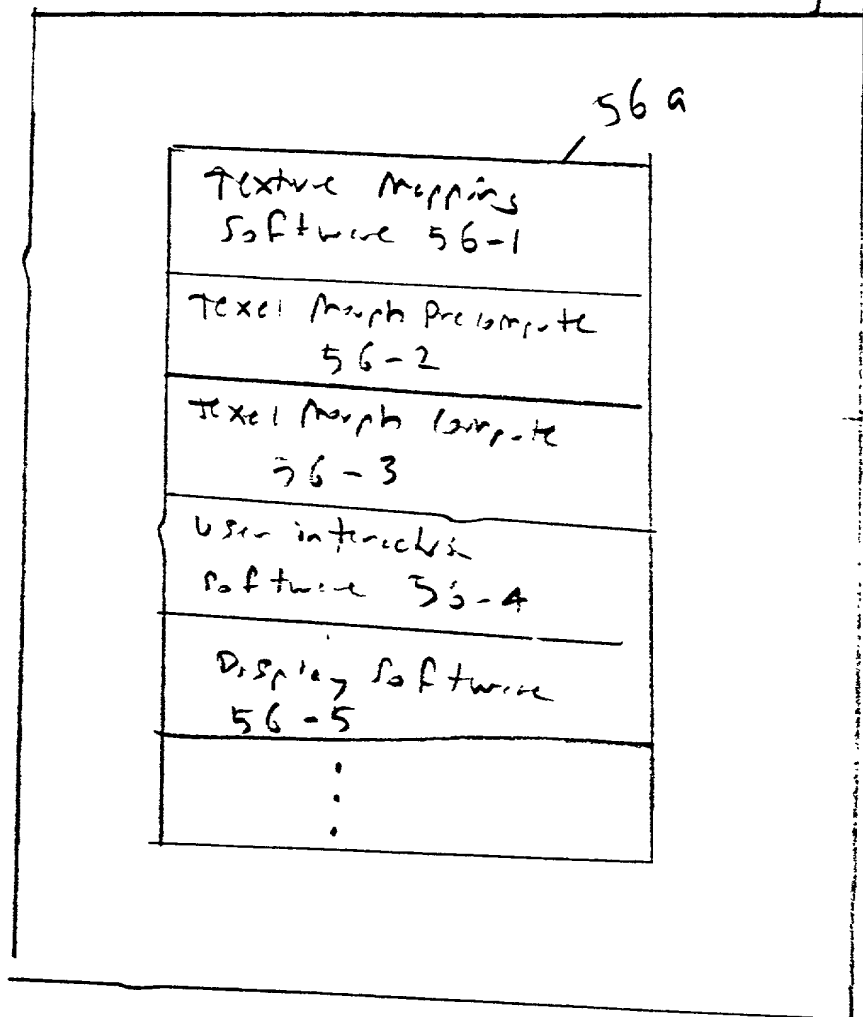 56a
Texture Mapping
Software 56-1
Texel Morph Precompute
56-2
Texel Morph Compute
56-3
User interaction
Software 56-4
Display Software
56-5